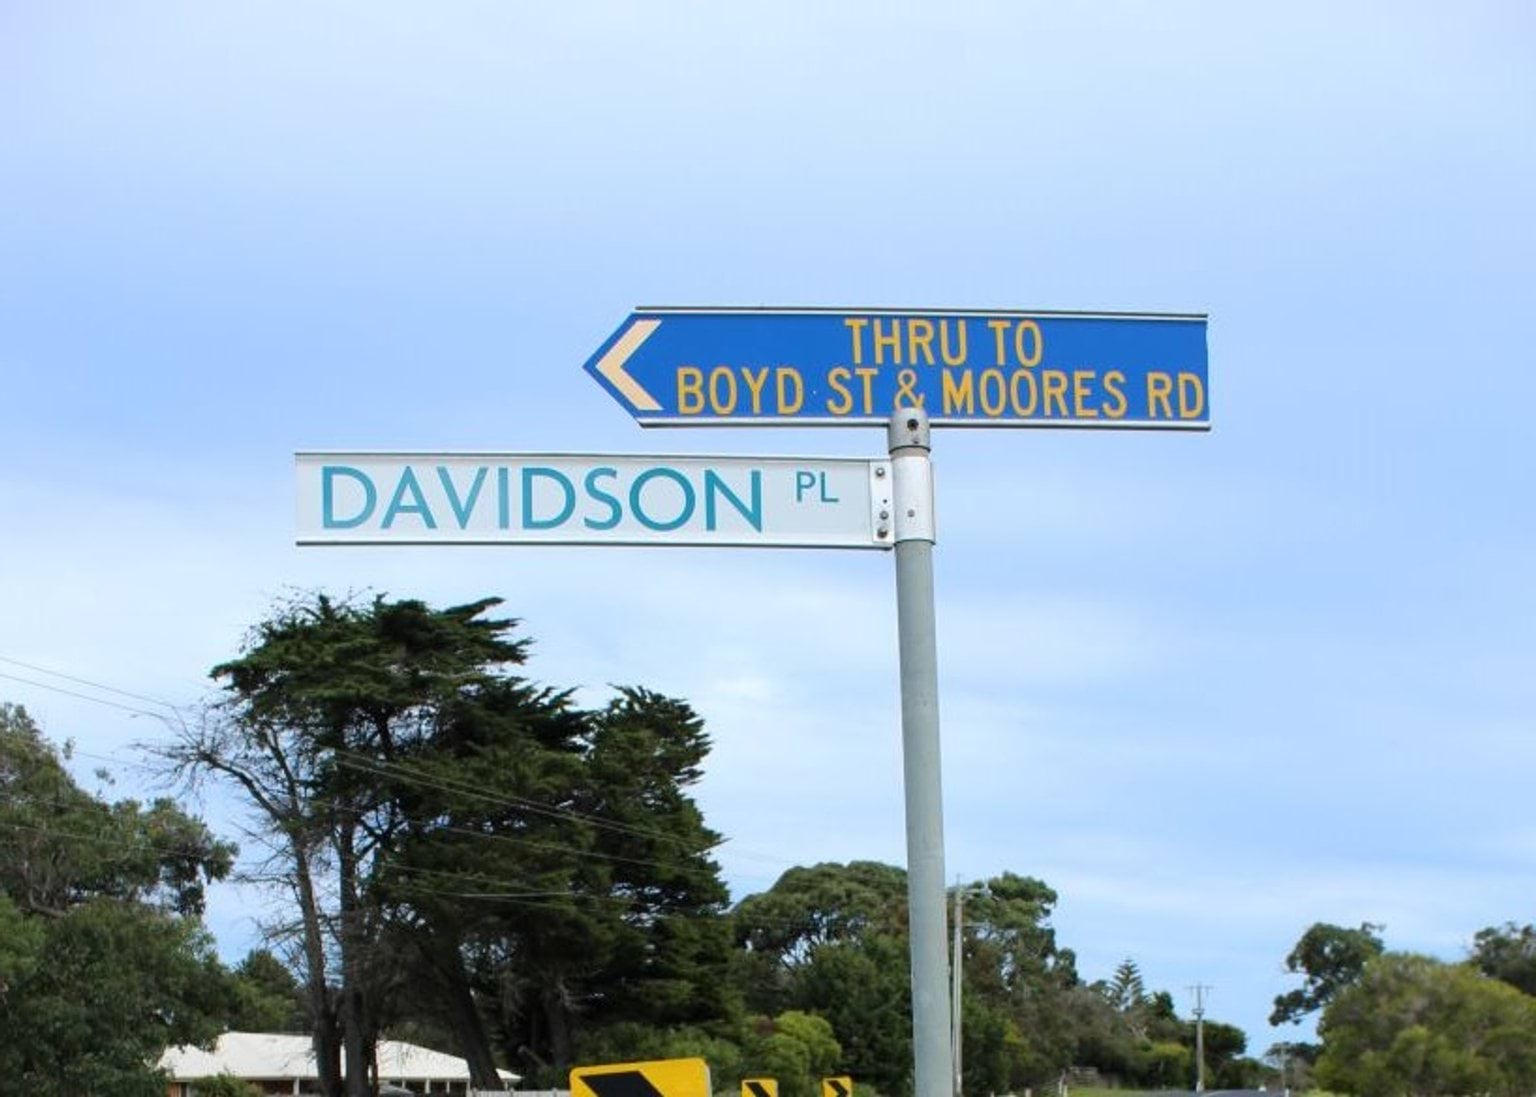 THRU TO
BOYD ST & MOORES RD
DAVIDSON PL